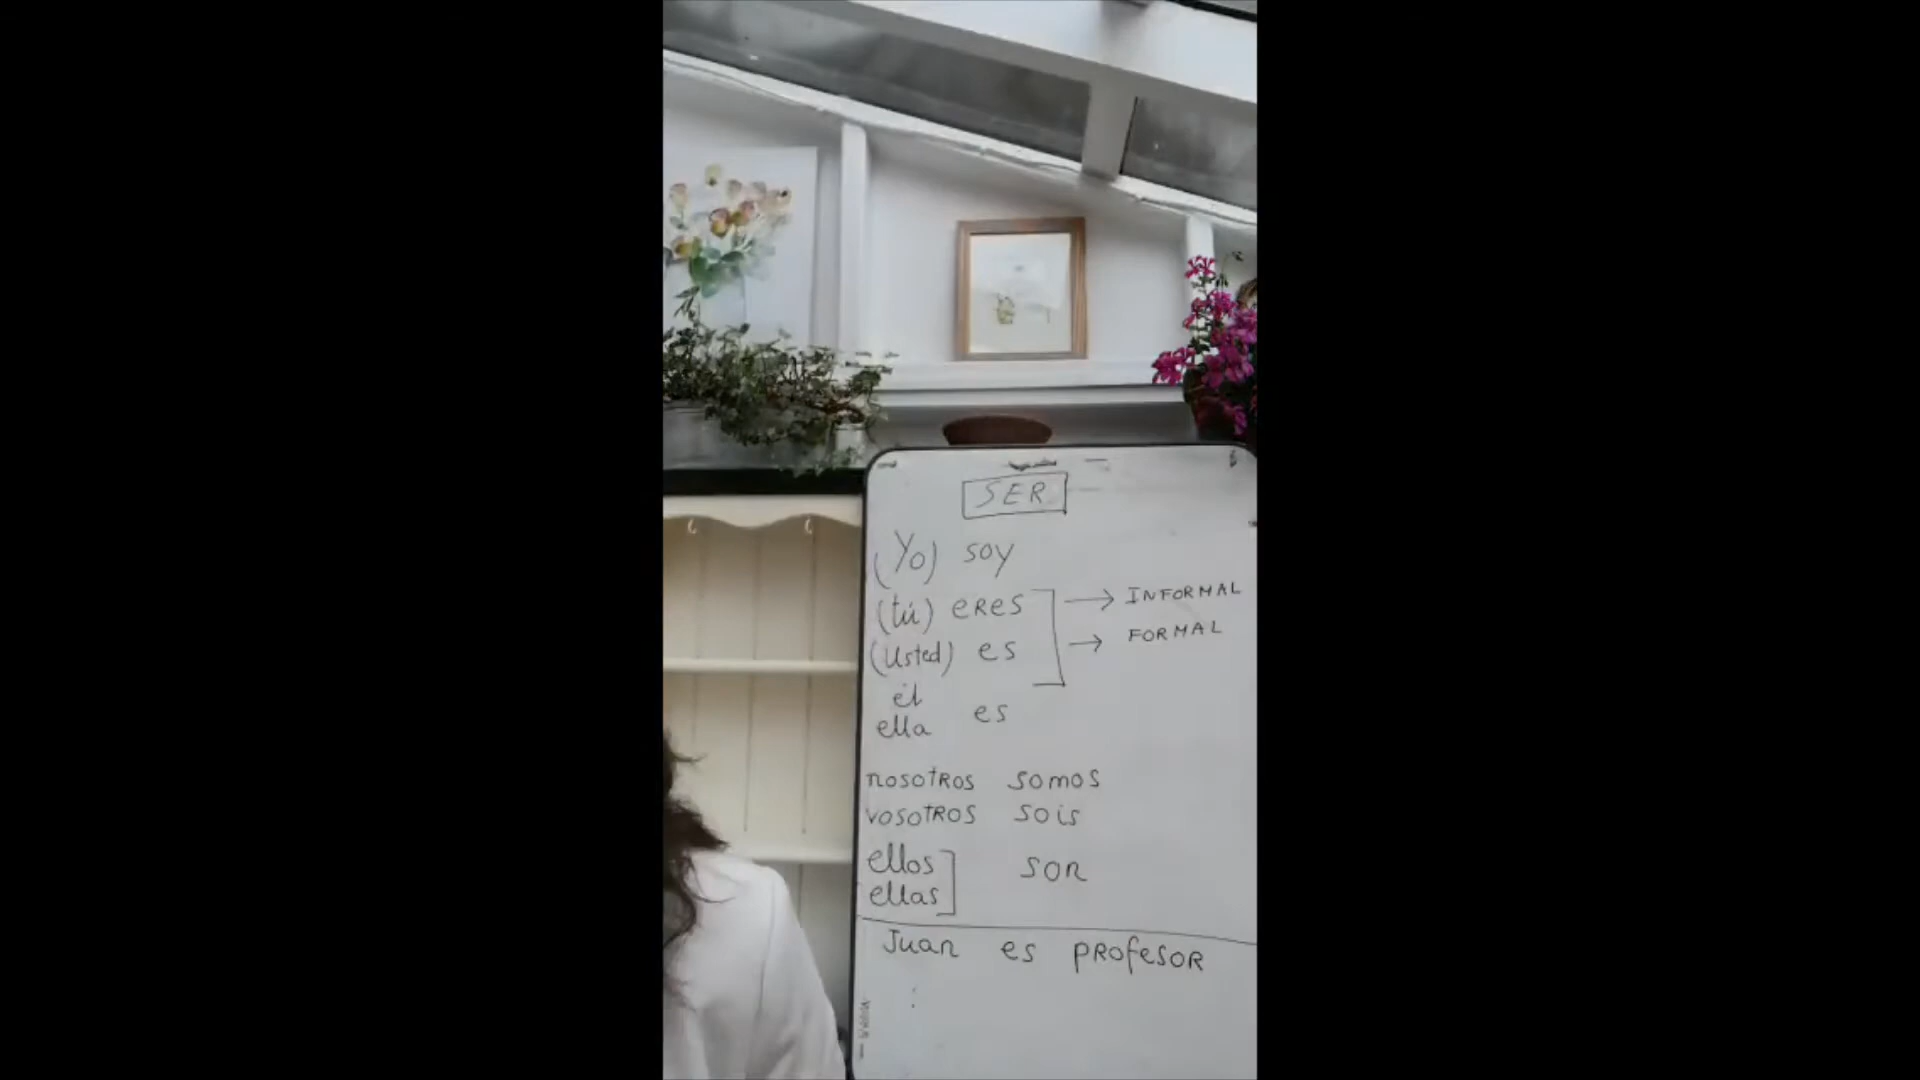 SER
(Yo) soy
(tú) eres → INFORMAL
(Usted) es → FORMAL
él
ella es
nosotros somos
vosotros sois
ellos
ellas son
Juan es profesor
: